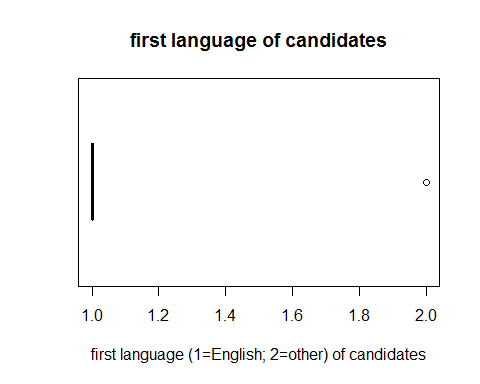 first language of candidates
1.0 1.2 1.4 1.6 1.8 2.0
first language (1=English; 2=other) of candidates